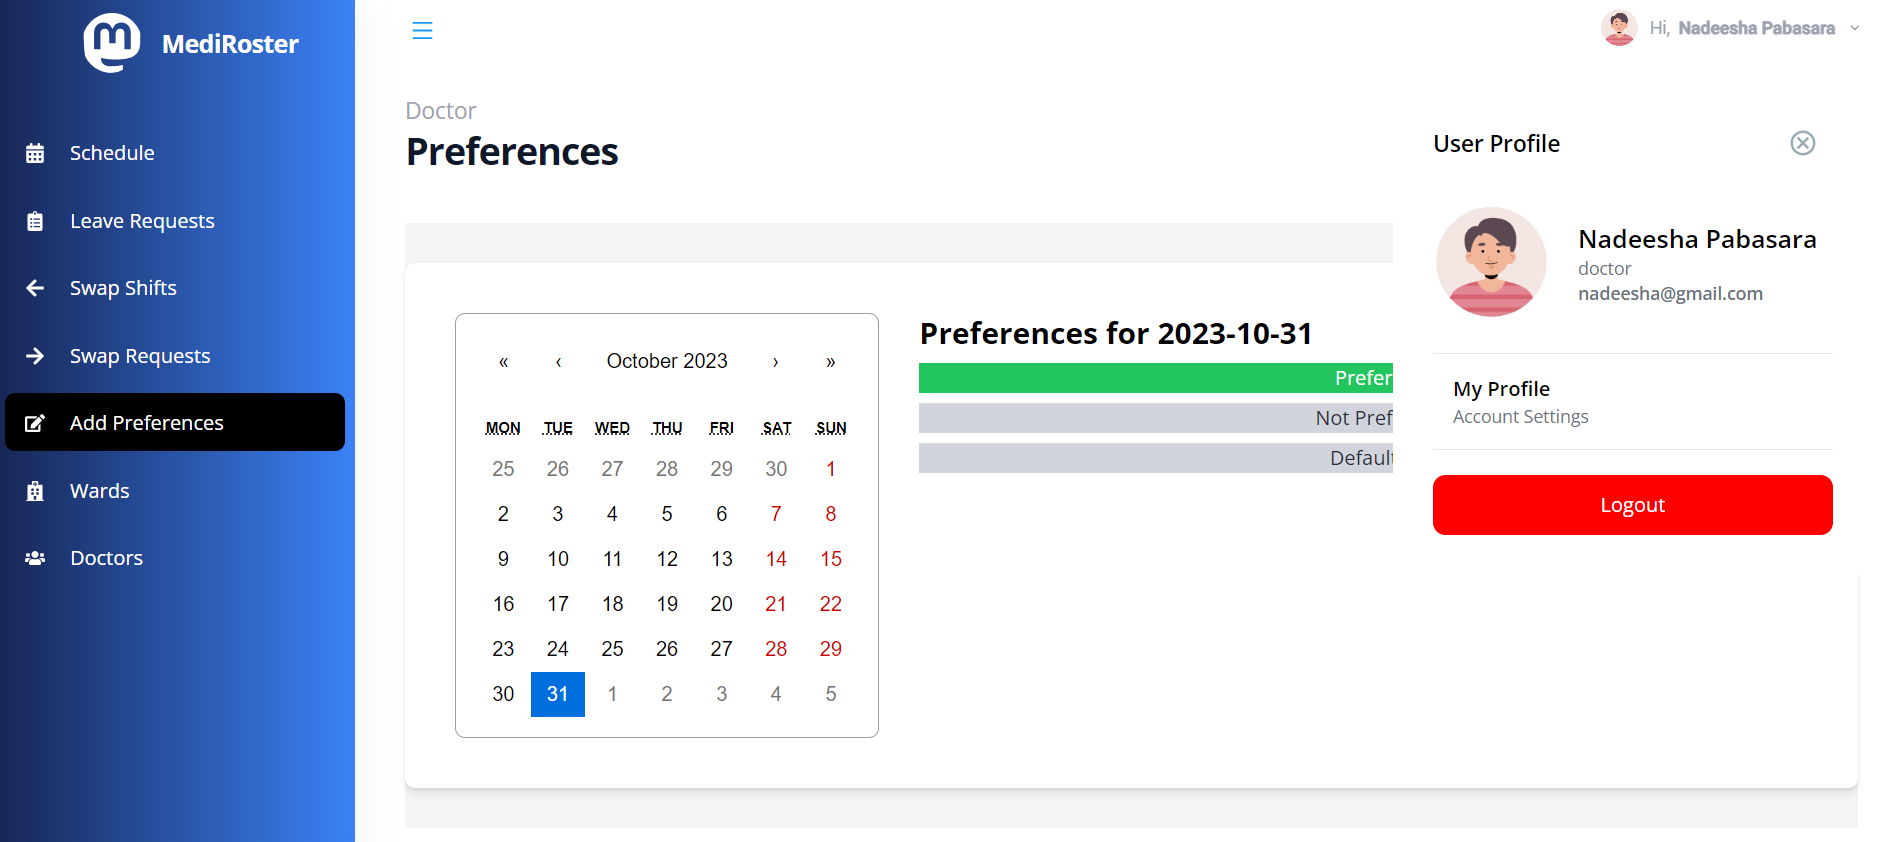 MediRoster
Hi, Nadeesha Pabasara
Schedule
Leave Requests
Swap Shifts
Swap Requests
Add Preferences
Wards
Doctors
Doctor
Preferences
« ‹ October 2023 › »
MON TUE WED THU FRI SAT SUN
25 26 27 28 29 30 1
2 3 4 5 6 7 8
9 10 11 12 13 14 15
16 17 18 19 20 21 22
23 24 25 26 27 28 29
30 31 1 2 3 4 5
Preferences for 2023-10-31
Prefer
Not Pref
Default
User Profile
Nadeesha Pabasara
doctor
nadeesha@gmail.com
My Profile
Account Settings
Logout